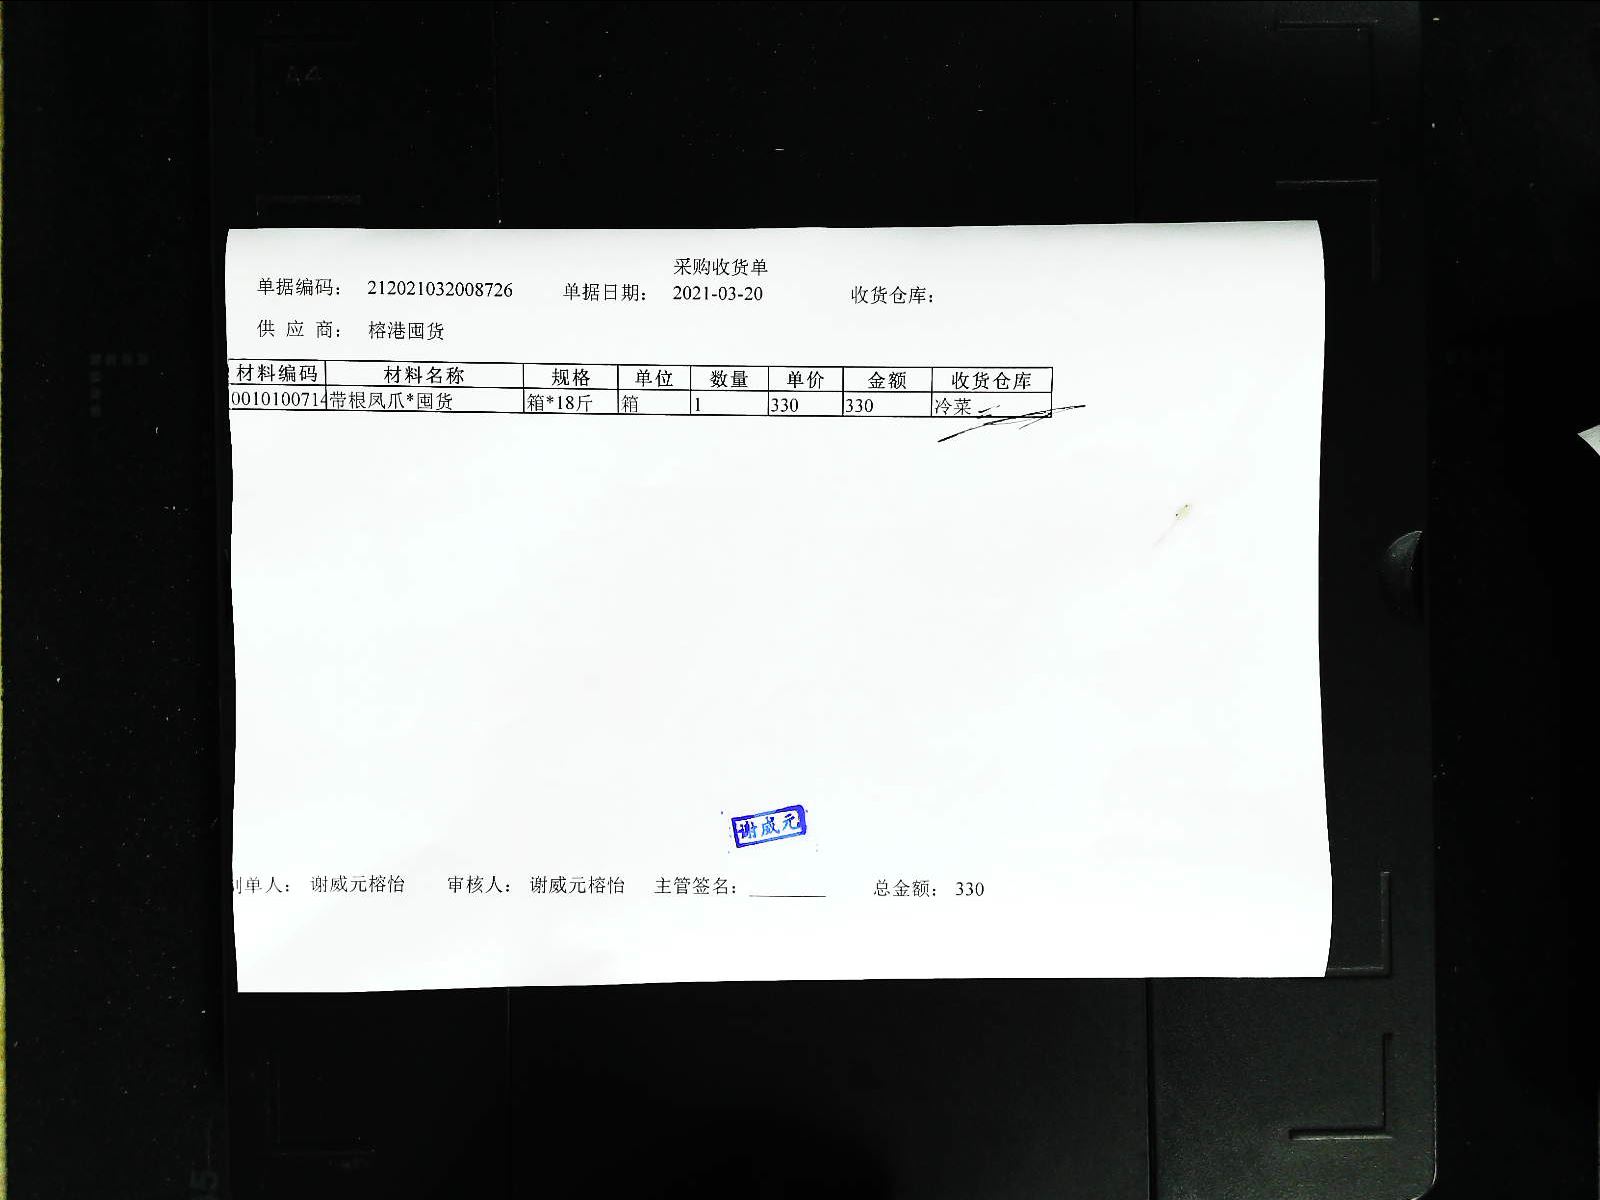 采购收货单
单据编码： 212021032008726 单据日期： 2021-03-20 收货仓库：
供 应 商： 榕港囤货
材料编码 材料名称 规格 单位 数量 单价 金额 收货仓库
0010100714 带根凤爪*囤货 箱*18斤 箱 1 330 330 冷菜
谢威元
制单人： 谢威元榕怡 审核人： 谢威元榕怡 主管签名： 总金额： 330
A4